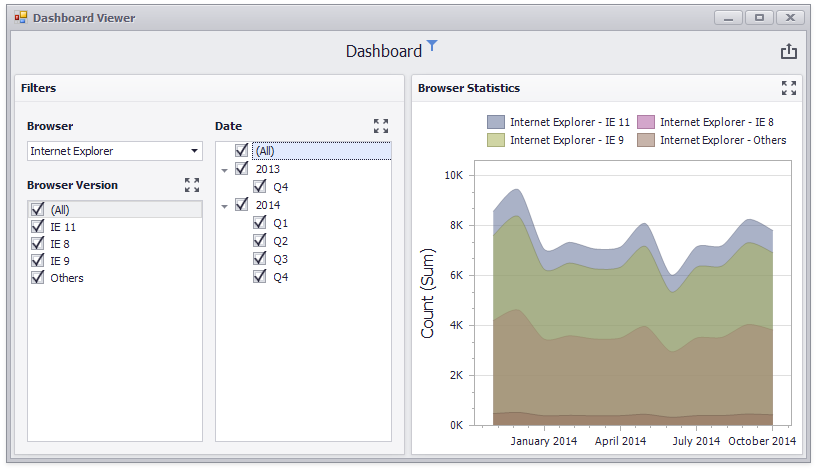 Dashboard Viewer
Dashboard
Filters
Browser
Internet Explorer
Browser Version
(All)
IE 11
IE 8
IE 9
Others
Date
(All)
2013
Q4
2014
Q1
Q2
Q3
Q4
Browser Statistics
Internet Explorer - IE 11 Internet Explorer - IE 8
Internet Explorer - IE 9 Internet Explorer - Others
Count (Sum)
10K
8K
6K
4K
2K
0K
January 2014 April 2014 July 2014 October 2014